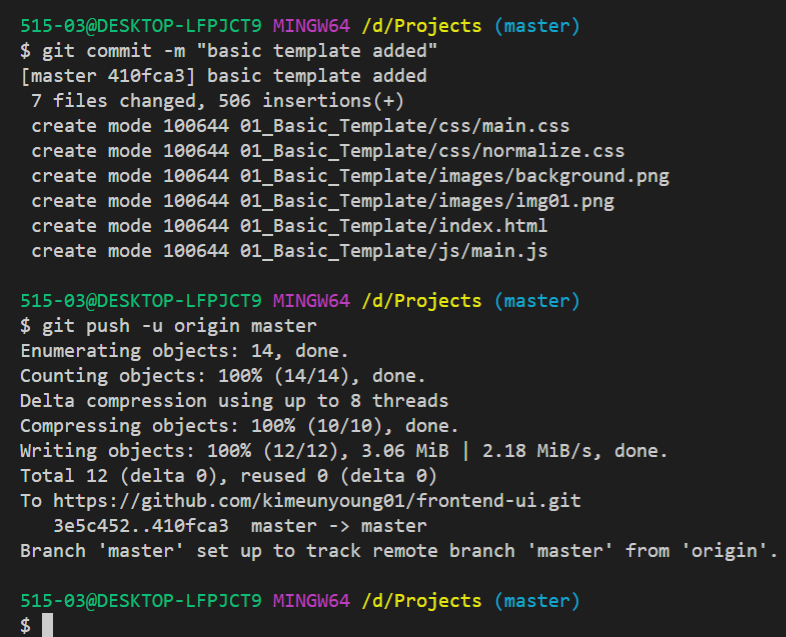 515-03@DESKTOP-LFPJCT9 MINGW64 /d/Projects (master)
$ git commit -m "basic template added"
[master 410fca3] basic template added
 7 files changed, 506 insertions(+)
 create mode 100644 01_Basic_Template/css/main.css
 create mode 100644 01_Basic_Template/css/normalize.css
 create mode 100644 01_Basic_Template/images/background.png
 create mode 100644 01_Basic_Template/images/img01.png
 create mode 100644 01_Basic_Template/index.html
 create mode 100644 01_Basic_Template/js/main.js
515-03@DESKTOP-LFPJCT9 MINGW64 /d/Projects (master)
$ git push -u origin master
Enumerating objects: 14, done.
Counting objects: 100% (14/14), done.
Delta compression using up to 8 threads
Compressing objects: 100% (10/10), done.
Writing objects: 100% (12/12), 3.06 MiB | 2.18 MiB/s, done.
Total 12 (delta 0), reused 0 (delta 0)
To https://github.com/kimeunyoung01/frontend-ui.git
   3e5c452..410fca3  master -> master
Branch 'master' set up to track remote branch 'master' from 'origin'.
515-03@DESKTOP-LFPJCT9 MINGW64 /d/Projects (master)
$